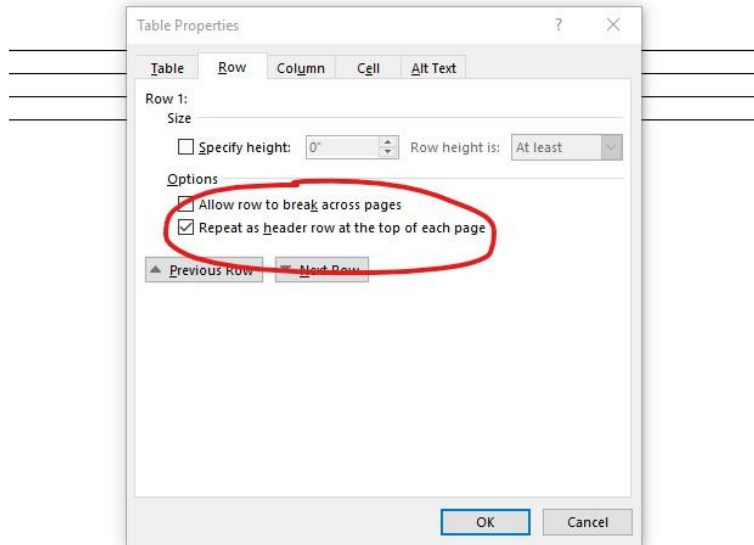 Table Properties ? ×
Table Row Column Cell Alt Text
Row 1:
Size
Specify height: 0" Row height is: At least
Options
Allow row to break across pages
Repeat as header row at the top of each page
Previous Row Next Row
OK Cancel